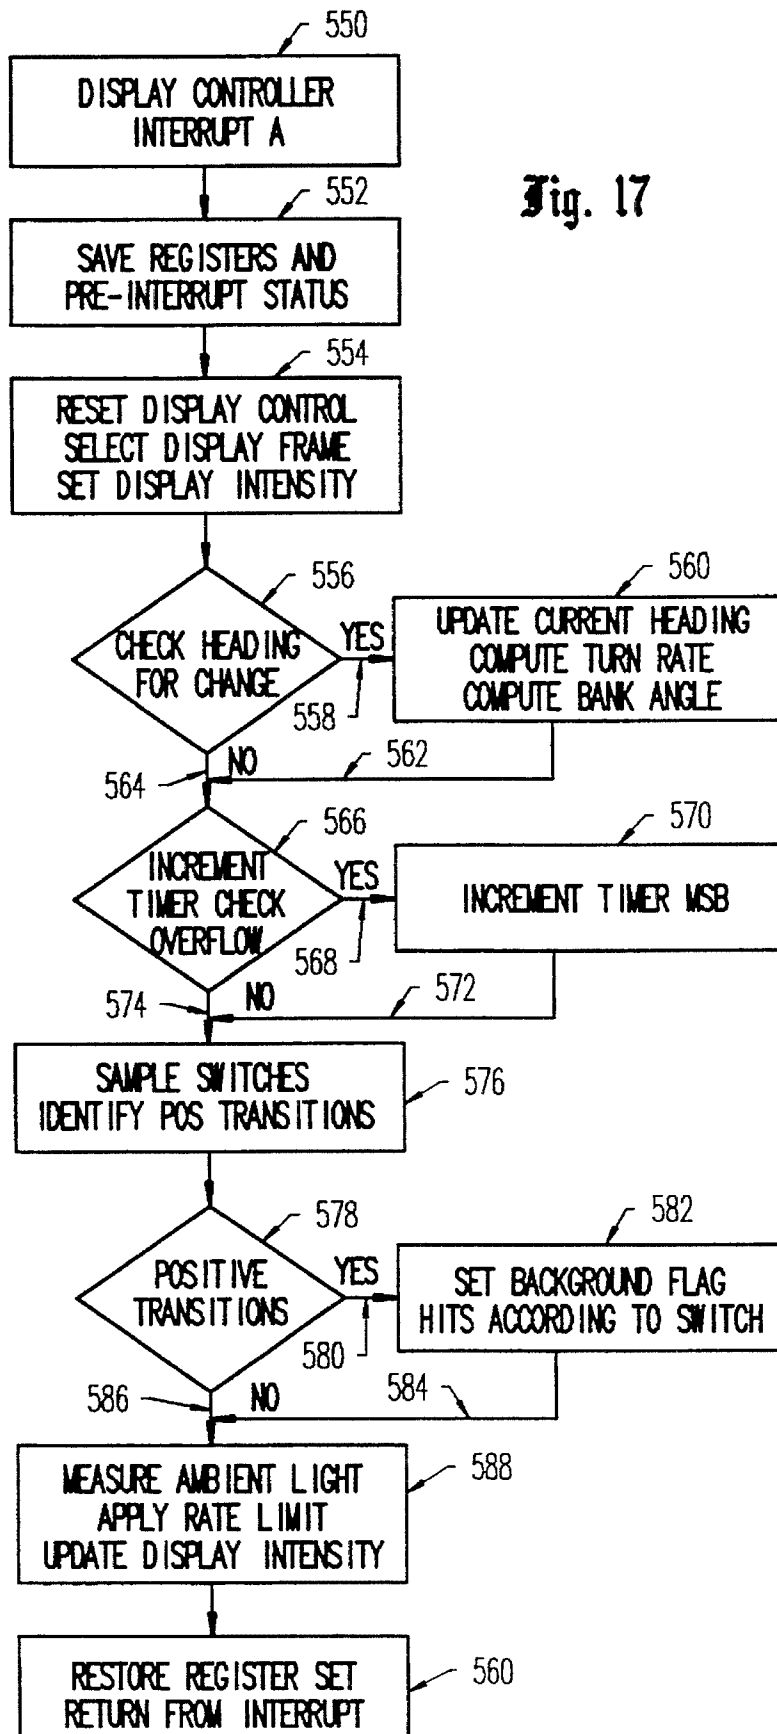 550
DISPLAY CONTROLLER
INTERRUPT A
Fig. 17
552
SAVE REGISTERS AND
PRE-INTERRUPT STATUS
554
RESET DISPLAY CONTROL
SELECT DISPLAY FRAME
SET DISPLAY INTENSITY
556
CHECK HEADING
FOR CHANGE
YES
558
560
UPDATE CURRENT HEADING
COMPUTE TURN RATE
COMPUTE BANK ANGLE
564
NO
562
566
INCREMENT
TIMER CHECK
OVERFLOW
YES
568
570
INCREMENT TIMER MSB
574
NO
572
SAMPLE SWITCHES
IDENTIFY POS TRANSITIONS
576
578
POSITIVE
TRANSITIONS
YES
580
582
SET BACKGROUND FLAG
HITS ACCORDING TO SWITCH
586
NO
584
MEASURE AMBIENT LIGHT
APPLY RATE LIMIT
UPDATE DISPLAY INTENSITY
588
RESTORE REGISTER SET
RETURN FROM INTERRUPT
560